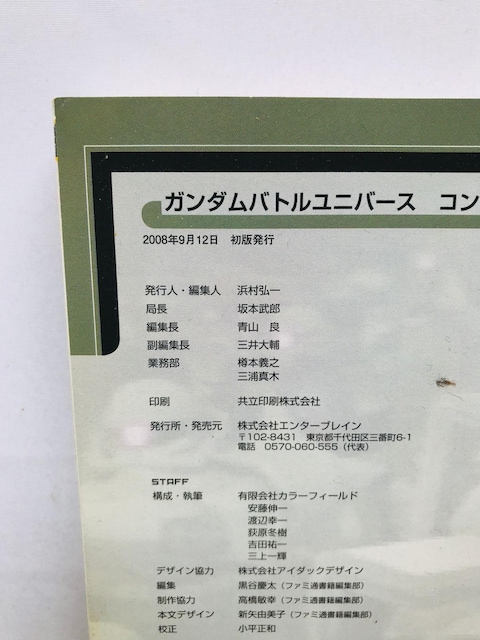 ガンダムバトルユニバース　コン
2008年9月12日　初版発行
発行人・編集人　浜村弘一
局長　坂本武郎
編集長　青山　良
副編集長　三井大輔
業務部　樽本義之
三浦真木
印刷　共立印刷株式会社
発行所・発売元　株式会社エンターブレイン
〒102-8431　東京都千代田区三番町6-1
電話　0570-060-555（代表）
STAFF
構成・執筆　有限会社カラーフィールド
安藤伸一
渡辺幸一
荻原冬樹
吉田祐一
三上一輝
デザイン協力　株式会社アイダックデザイン
編集　黒谷慶太（ファミ通書籍編集部）
制作協力　高橋敏幸（ファミ通書籍編集部）
本文デザイン　新矢由美子（ファミ通書籍編集部）
校正　小平正和